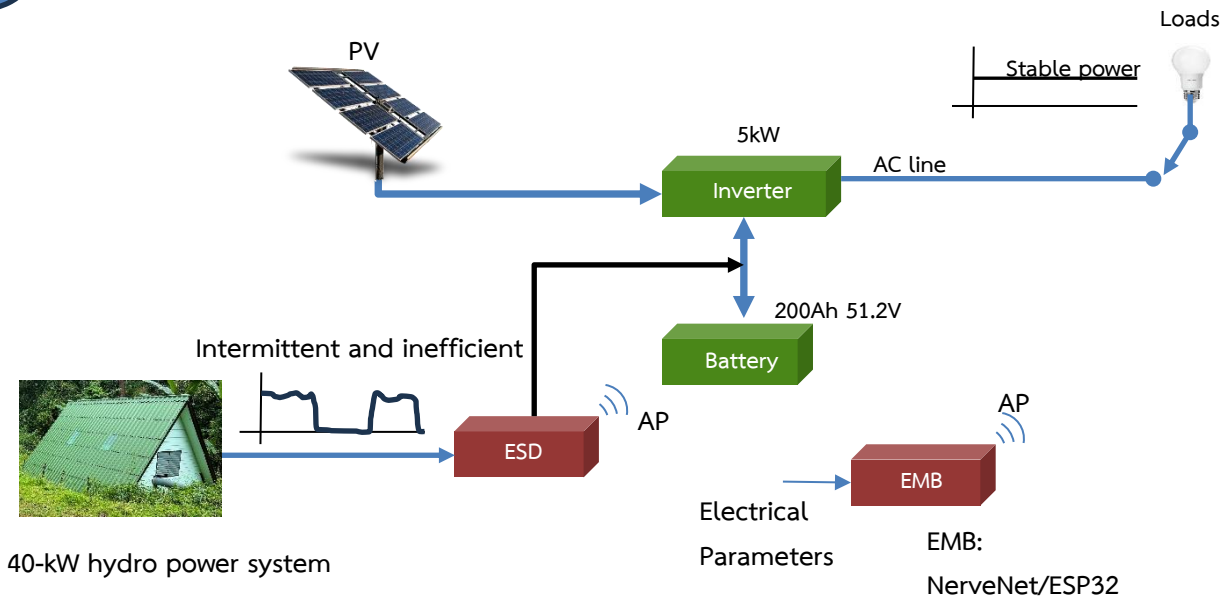 Loads
PV
Stable power
5kW
AC line
Inverter
200Ah 51.2V
Intermittent and inefficient
Battery
AP
AP
ESD
EMB
Electrical
Parameters
EMB:
NerveNet/ESP32
40-kW hydro power system